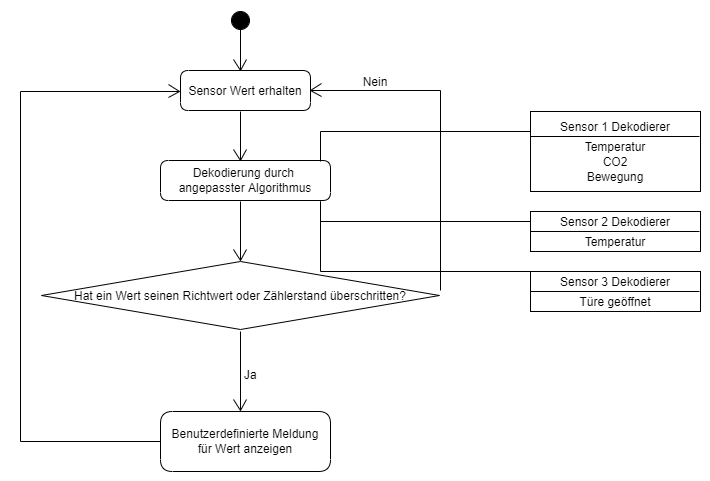 Sensor Wert erhalten
Nein
Dekodierung durch
angepasster Algorithmus
Sensor 1 Dekodierer
Temperatur
CO2
Bewegung
Sensor 2 Dekodierer
Temperatur
Sensor 3 Dekodierer
Türe geöffnet
Hat ein Wert seinen Richtwert oder Zählerstand überschritten?
Ja
Benutzerdefinierte Meldung
für Wert anzeigen